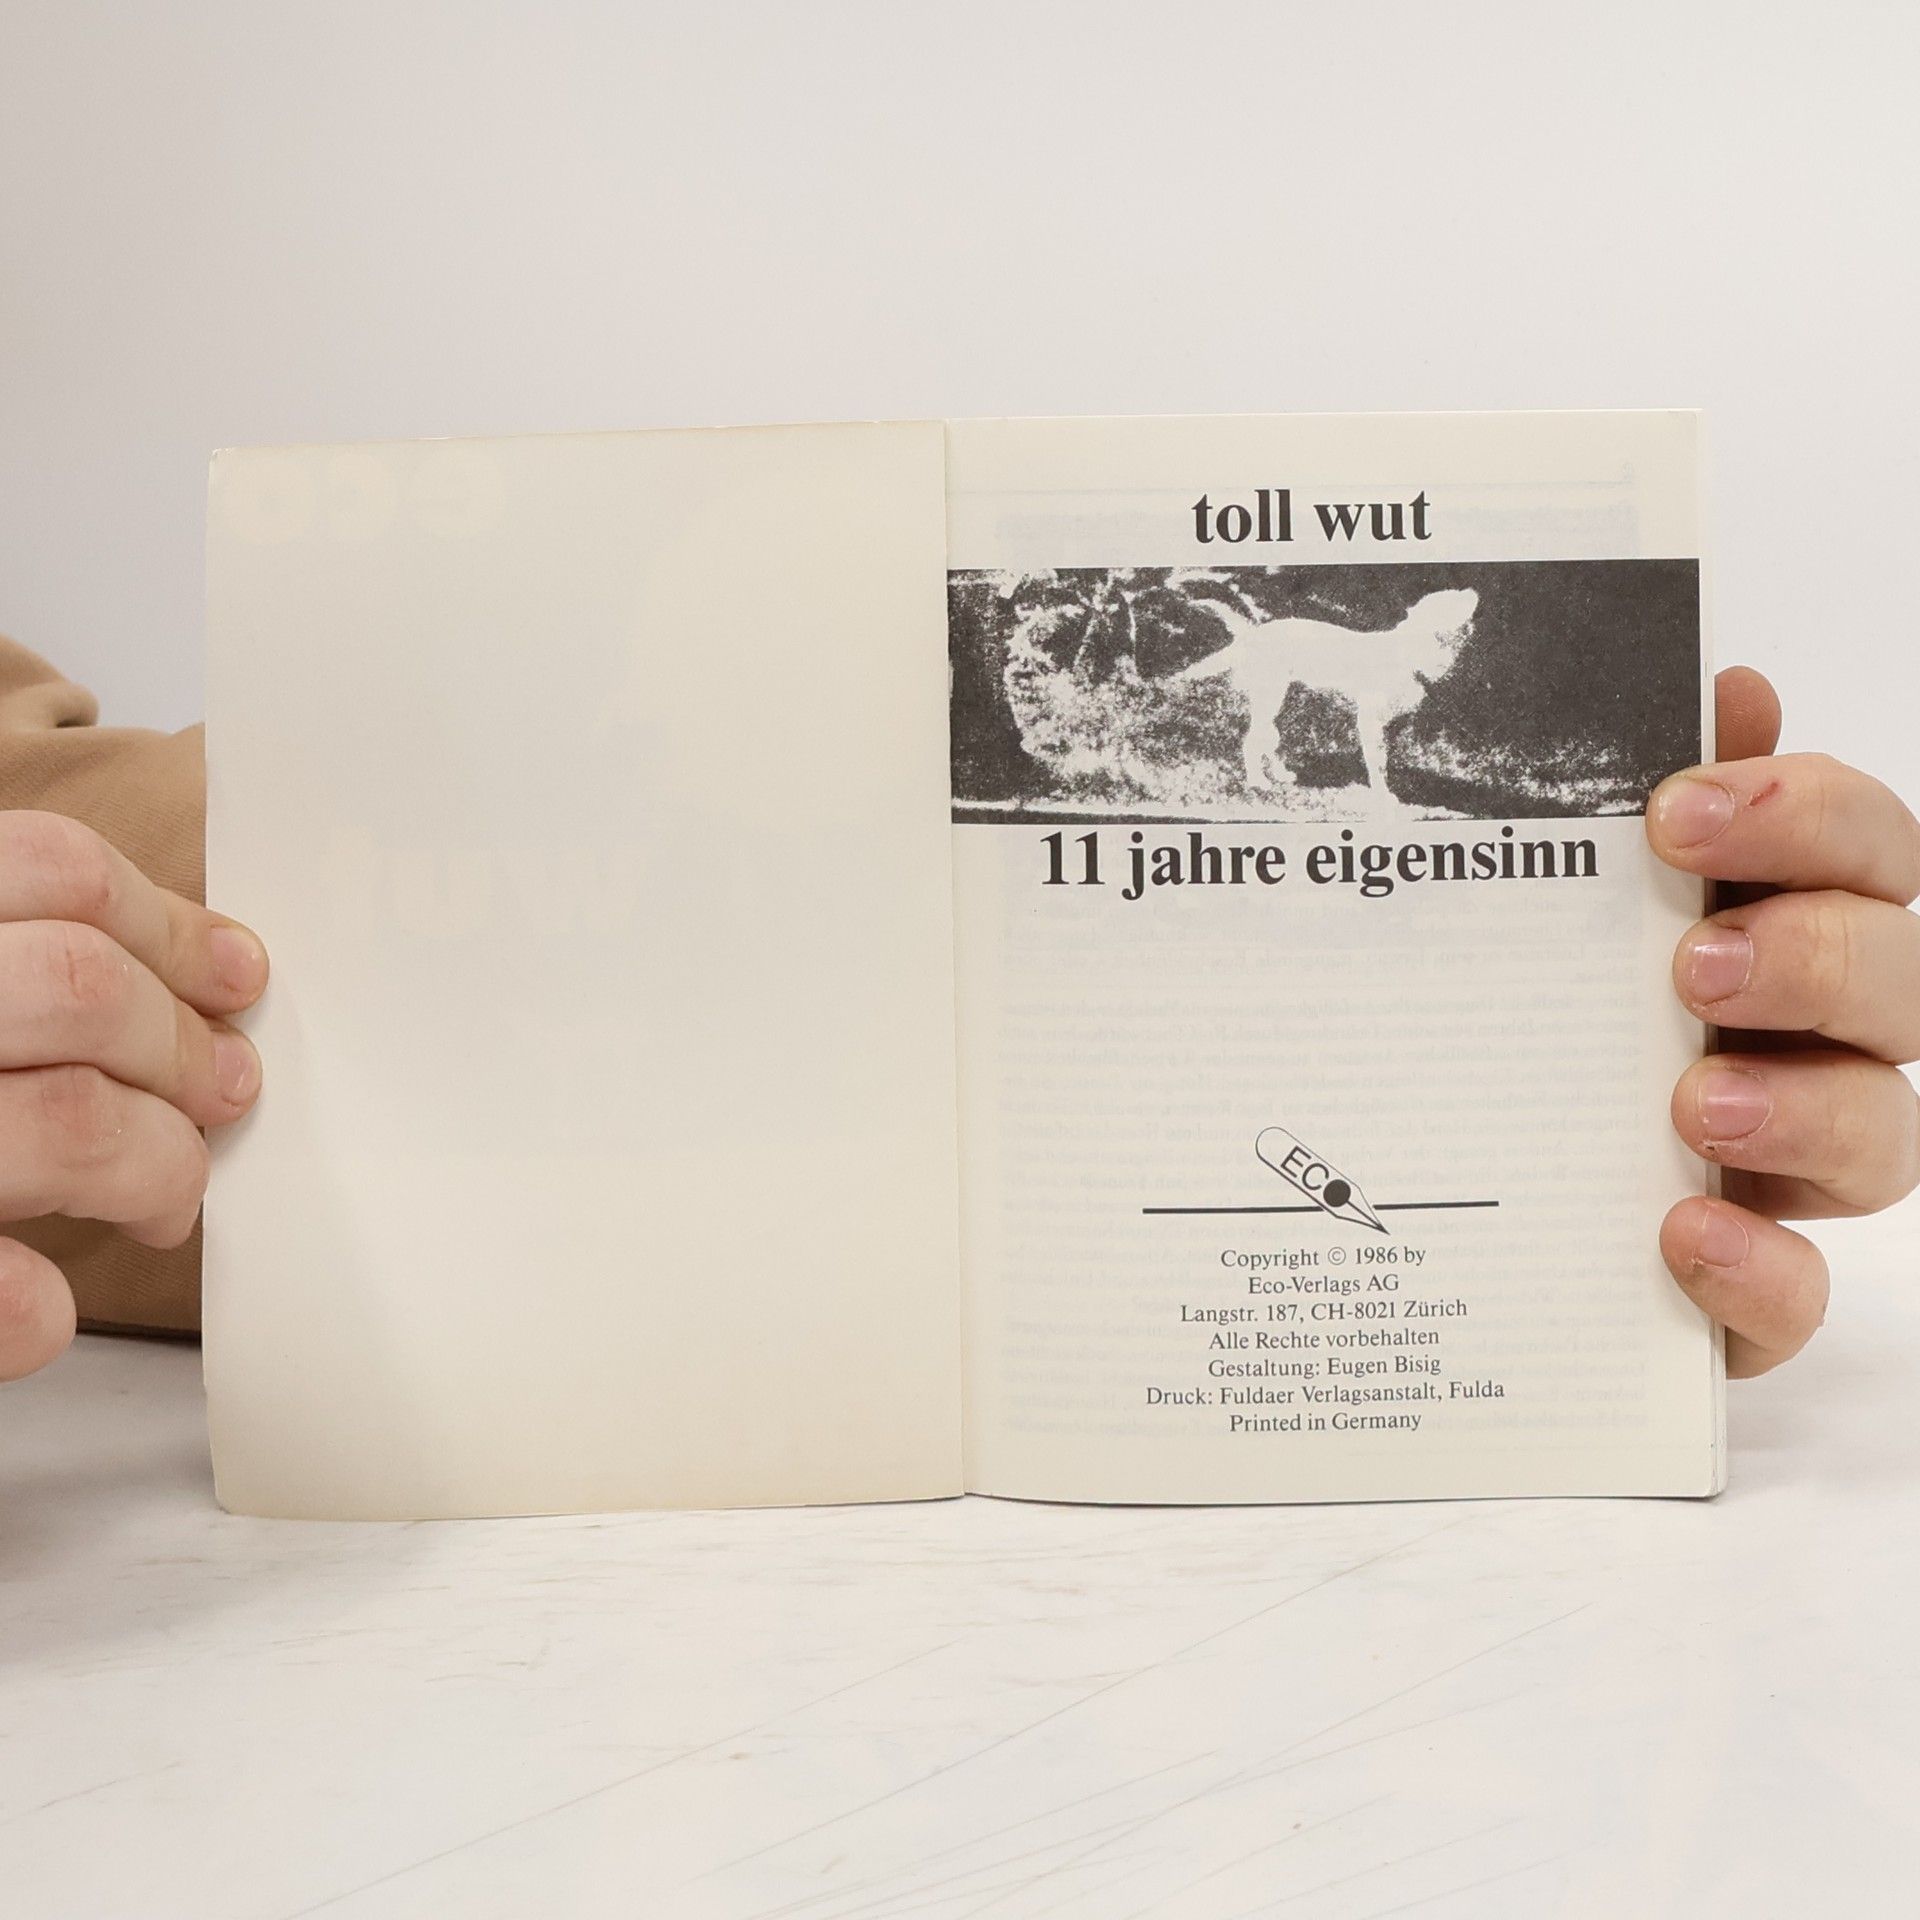 toll wut
11 jahre eigensinn
ECO
Copyright © 1986 by
Eco-Verlags AG
Langstr. 187, CH-8021 Zürich
Alle Rechte vorbehalten
Gestaltung: Eugen Bisig
Druck: Fuldaer Verlagsanstalt, Fulda
Printed in Germany